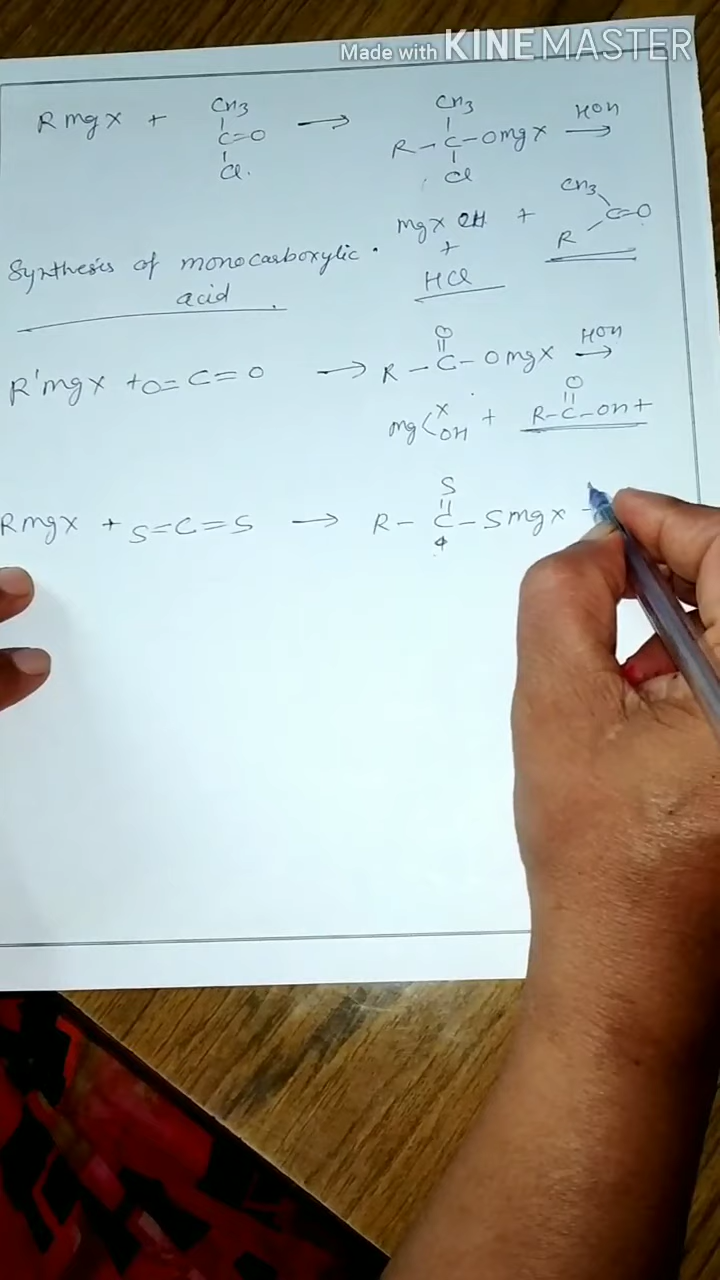 Made with KINEMASTER
RmgX + CH3
|
C=O
|
Cl. → CH3
|
R-C-OmgX HOH →
|
Cl
Synthesis of monocarboxylic.
acid
mgX OH + CH3
C=O
R
+
HCl
R'mgX + O=C=O → R-C-OmgX HOH →
O
||
mg<X
OH + R-C-OH+
O
||
RmgX + S=C=S → R-C-SmgX
S
||